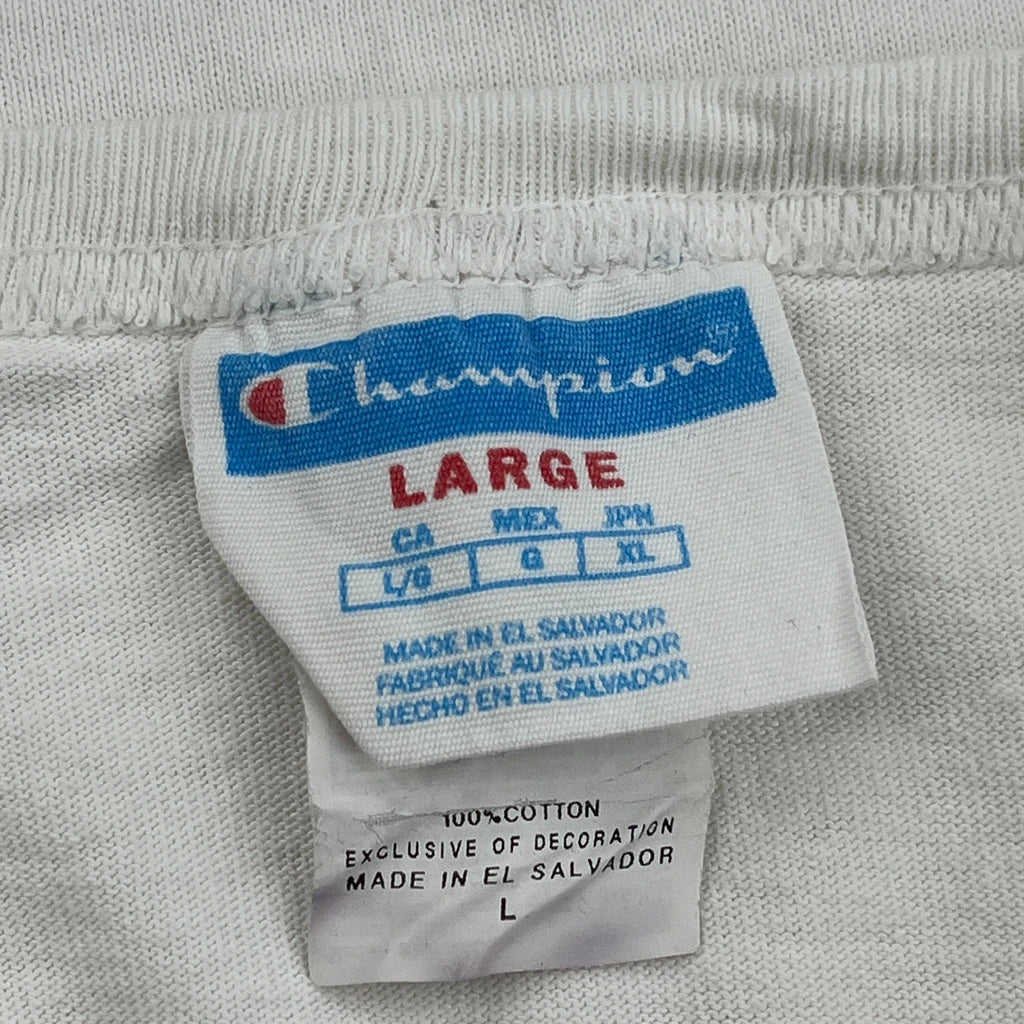 Champion®
LARGE
CA MEX JPN
L/G G XL
MADE IN EL SALVADOR
FABRIQUÉ AU SALVADOR
HECHO EN EL SALVADOR
100%COTTON
EXCLUSIVE OF DECORATION
MADE IN EL SALVADOR
L